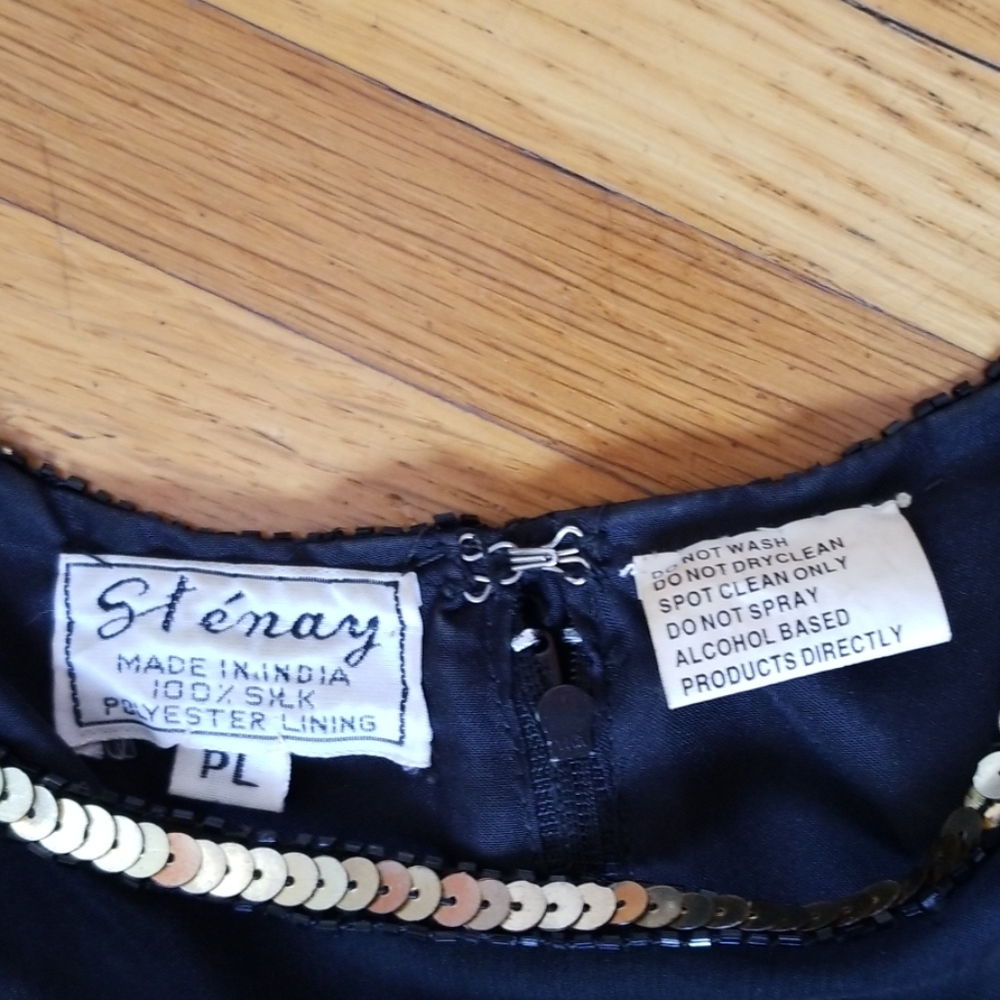 Sténay
MADE IN INDIA
100% SILK
POLYESTER LINING
PL
DO NOT WASH
DO NOT DRYCLEAN
SPOT CLEAN ONLY
DO NOT SPRAY
ALCOHOL BASED
PRODUCTS DIRECTLY